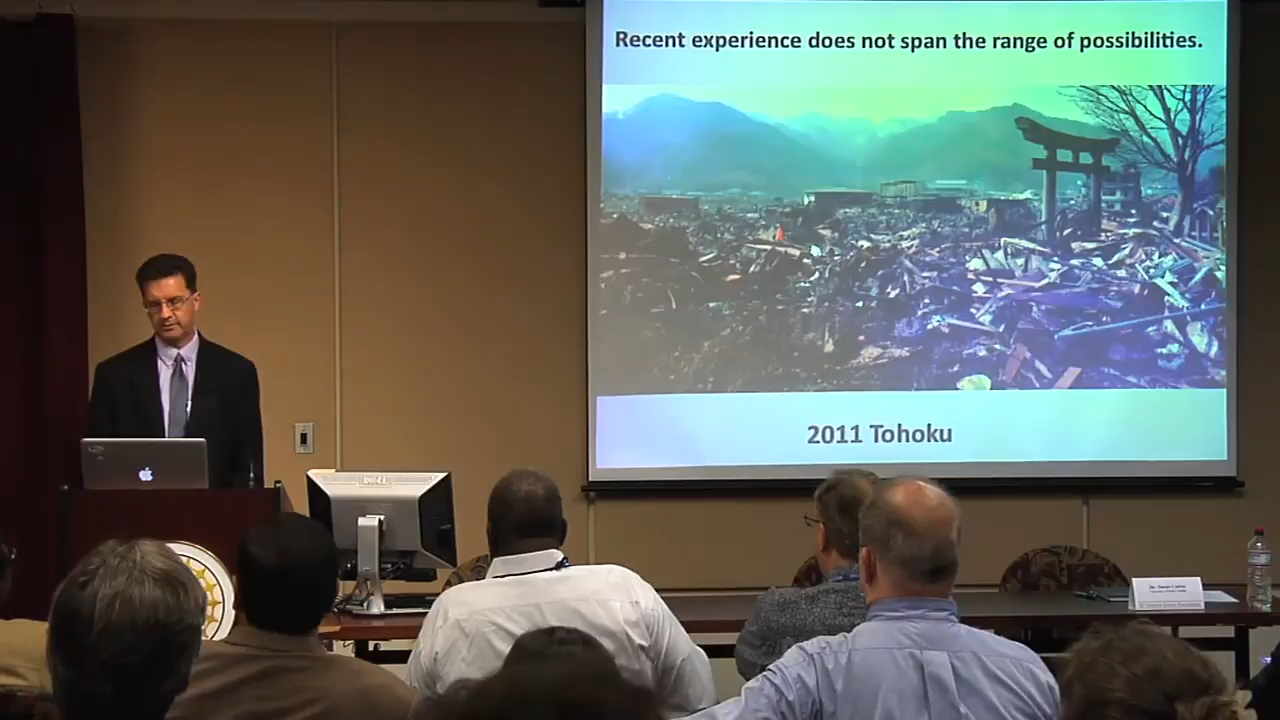 Recent experience does not span the range of possibilities.
2011 Tohoku